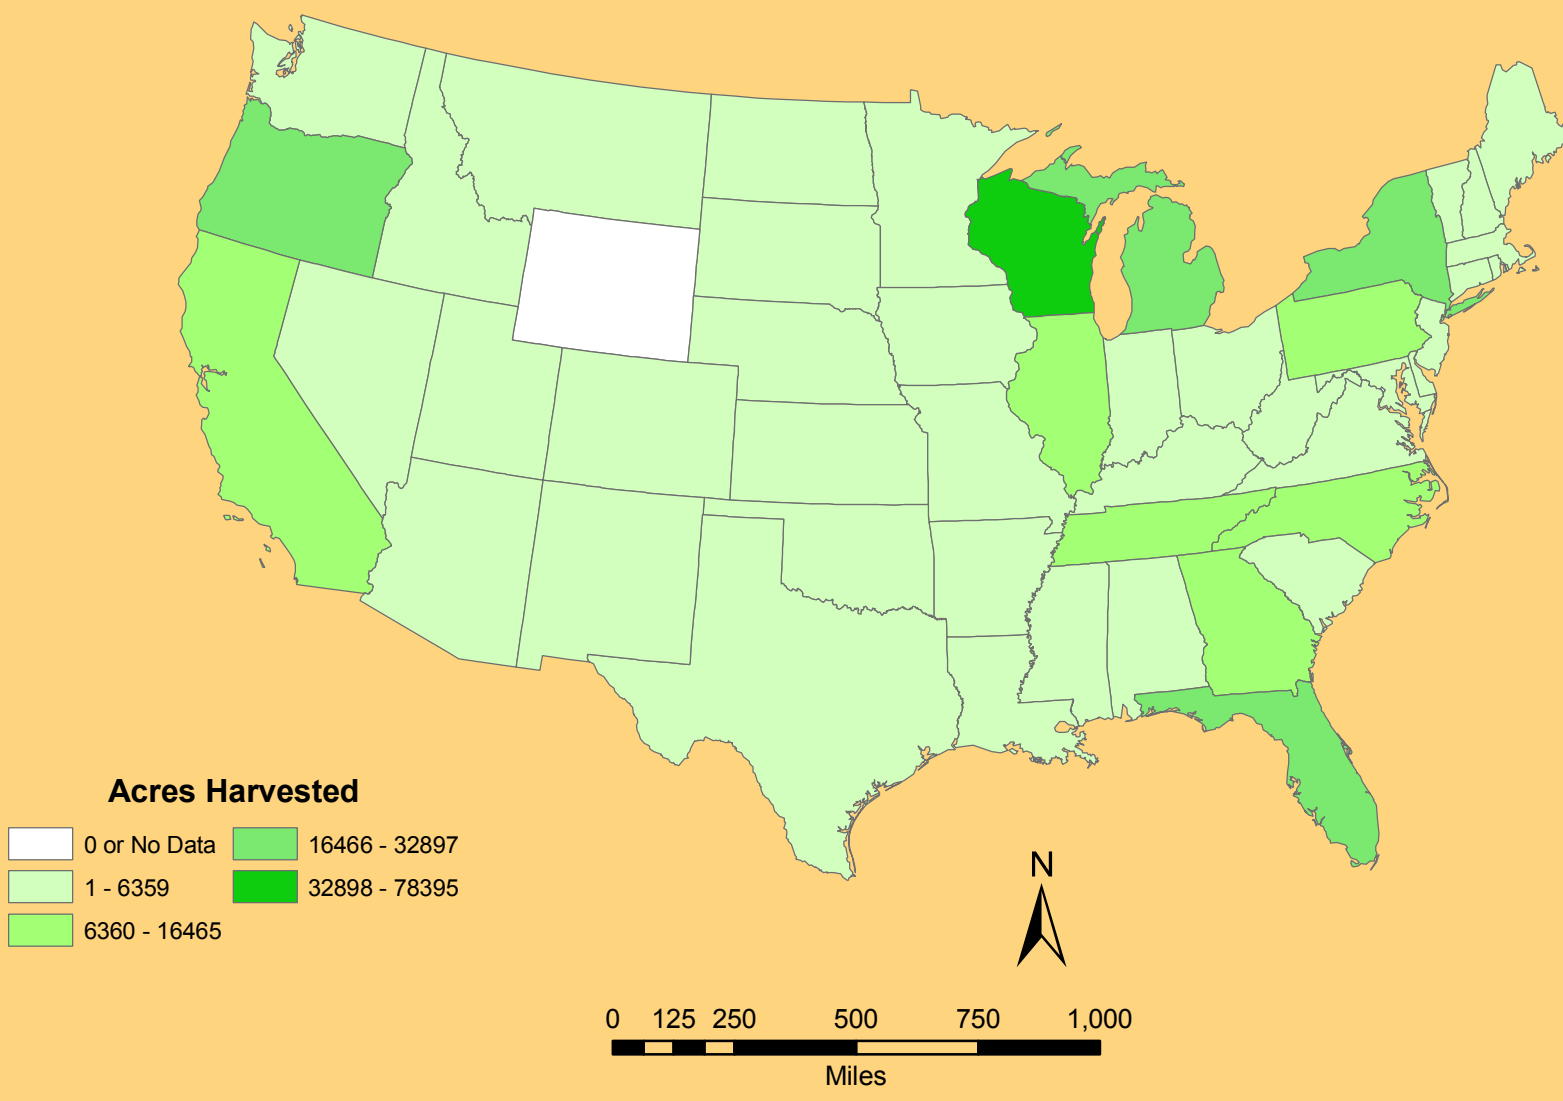 Acres Harvested
0 or No Data
1 - 6359
6360 - 16465
16466 - 32897
32898 - 78395
N
0 125 250 500 750 1,000
Miles